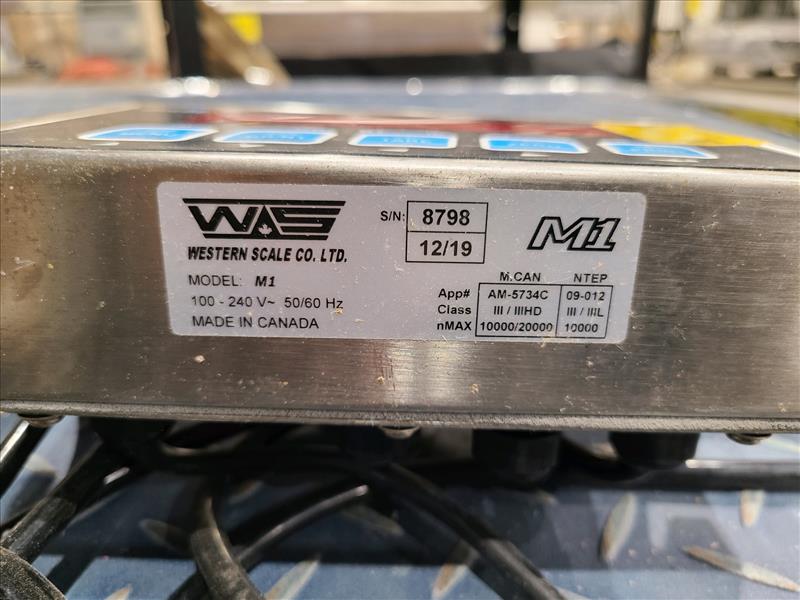 WAS
WESTERN SCALE CO. LTD.
MODEL: M1
100 - 240 V~ 50/60 Hz
MADE IN CANADA
S/N: 8798
12/19
M1
M.CAN NTEP
App# AM-5734C 09-012
Class III / IIIHD III / IIIL
nMAX 10000/20000 10000